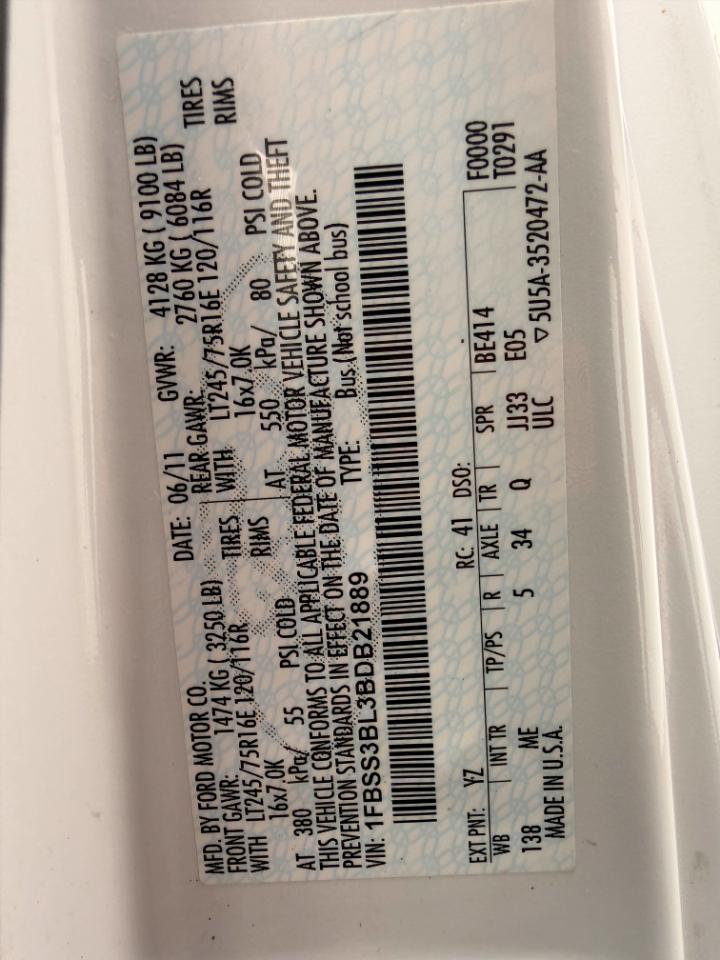 MFD. BY FORD MOTOR CO. DATE: 06/11 GVWR: 4128 KG ( 9100 LB)
FRONT GAWR: 1474 KG ( 3250 LB) REAR GAWR: 2760 KG ( 6084 LB)
WITH LT245/75R16E 120/116R TIRES WITH LT245/75R16E 120/116R TIRES
16x7.0K RIMS 16x7.0K RIMS
AT 380 kPa/ 55 PSI COLD AT 550 kPa/ 80 PSI COLD
THIS VEHICLE CONFORMS TO ALL APPLICABLE FEDERAL MOTOR VEHICLE SAFETY AND THEFT
PREVENTION STANDARDS IN EFFECT ON THE DATE OF MANUFACTURE SHOWN ABOVE.
VIN: 1FBSS3BL3BDB21889 TYPE: Bus (Not school bus)
EXT PNT: YZ RC: 41 DSO: F0000
WB INT TR TP/PS R AXLE TR SPR BE414 T0291
138 ME 5 34 Q JJ33 E05
MADE IN U.S.A. ULC ▽5U5A-3520472-AA